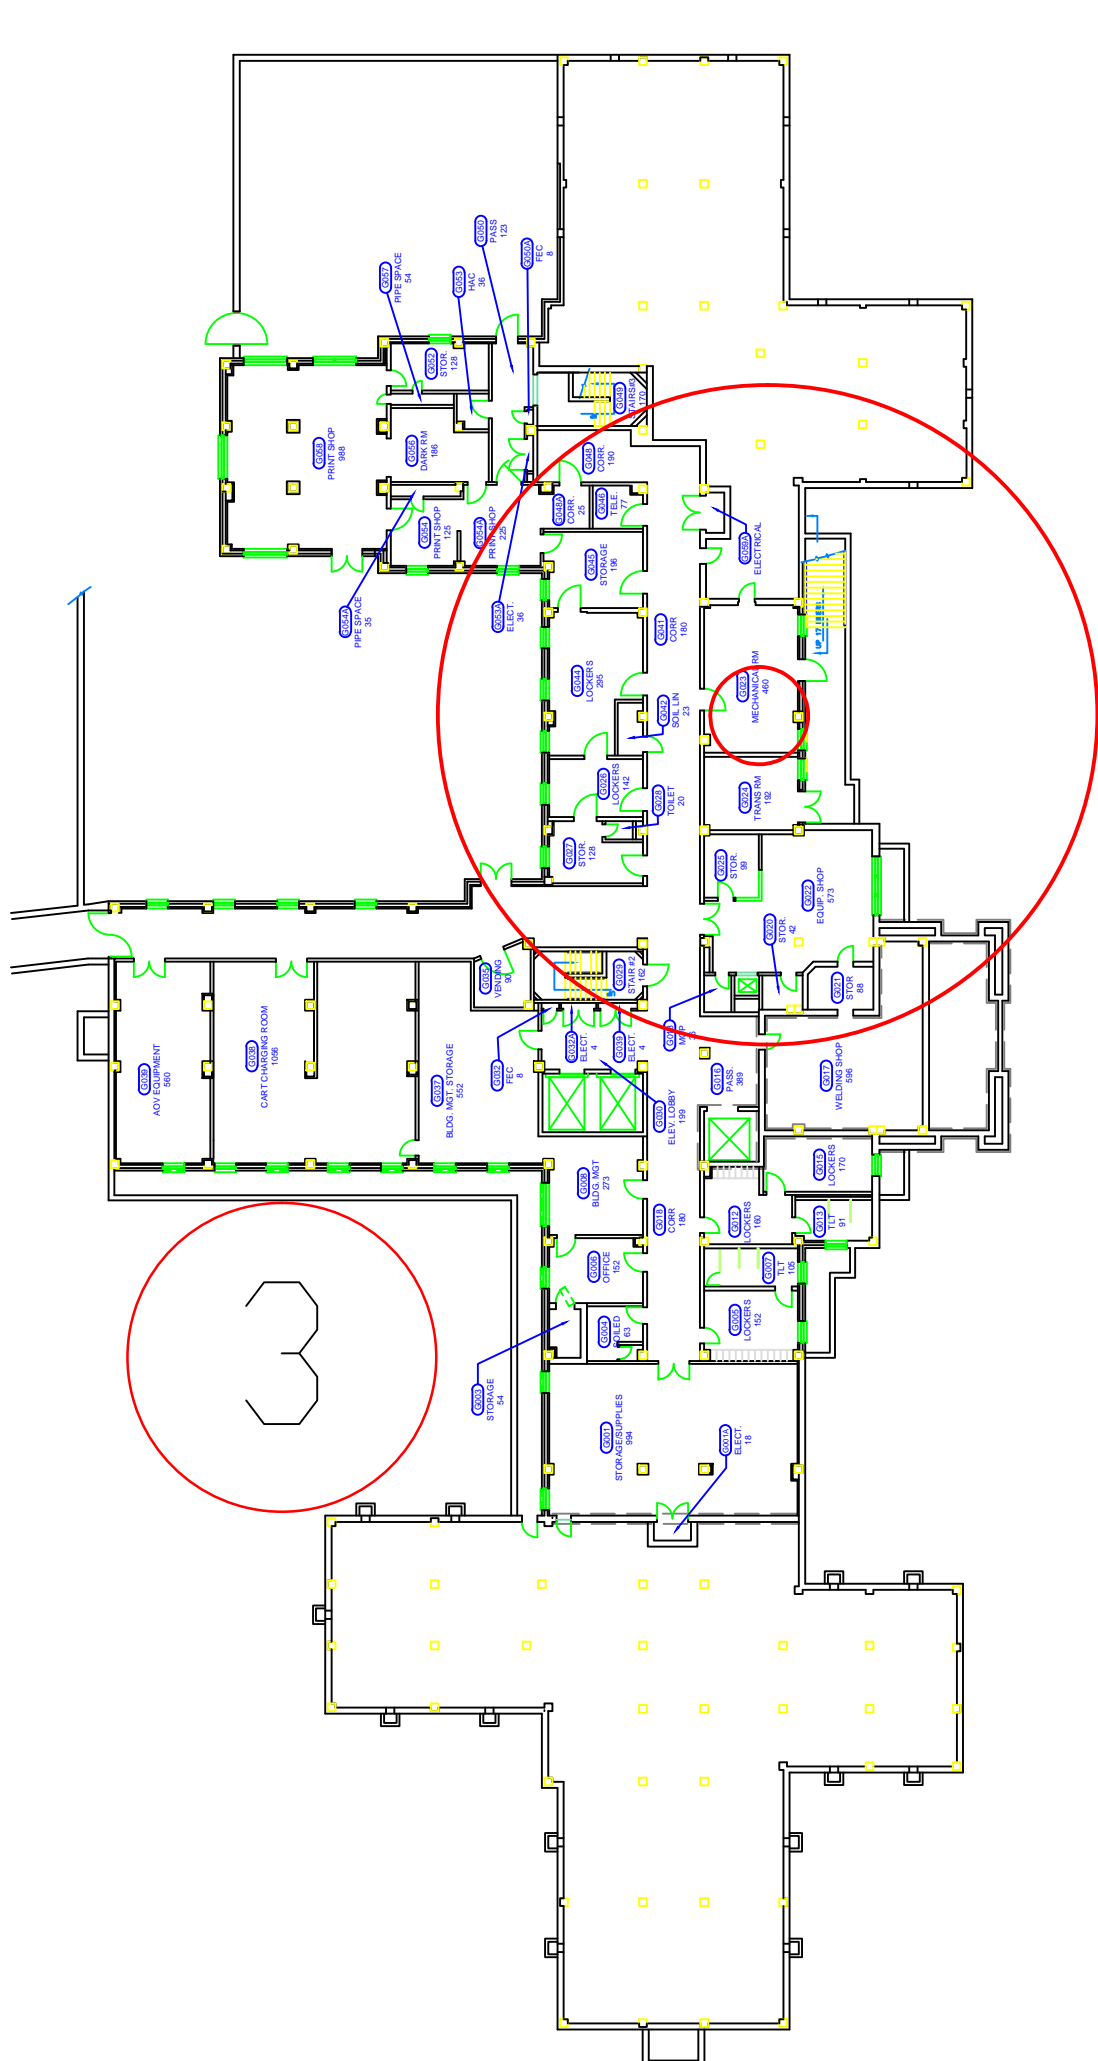 G050
PASS
123
G050A
FEC
8
G057
PIPE SPACE
54
G053
HAC
36
G052
STOR.
128
G049
STAIRS#3
170
G058
PRINT SHOP
988
G056
DARK RM
186
G048
CORR.
190
G048A
CORR.
25
G046
TELE.
77
G054
PRINT SHOP
125
G054A
PRINT SHOP
225
G059A
ELECTRICAL
G045
STORAGE
196
G053A
ELECT.
36
G054A
PIPE SPACE
35
G041
CORR
180
UP 17 RISERS
G044
LOCKERS
295
G023
MECHANICAL RM
460
G042
SOIL LIN
23
G026
LOCKERS
142
G028
TOILET
20
G024
TRANS RM
192
G027
STOR.
128
G025
STOR.
99
G022
EQUIP. SHOP
573
G020
STOR.
42
G035
VENDING
90
G029
STAIR #2
162
G021
STOR
88
MOP
G032A
ELECT.
4
G039
ELECT.
4
G032
FEC
8
G039
AOV EQUIPMENT
560
G038
CART CHARGING ROOM
1056
G037
BLDG. MGT. STORAGE
552
G030
ELEV. LOBBY
199
G016
PASS.
389
G017
WELDING SHOP
596
G008
BLDG. MGT
273
G018
CORR
180
G012
LOCKERS
160
G015
LOCKERS
170
G013
TLT
91
G006
OFFICE
152
G007
TLT
105
G004
SOILED
63
G005
LOCKERS
152
G003
STORAGE
54
3
G001
STORAGE/SUPPLIES
994
G001A
ELECT.
18